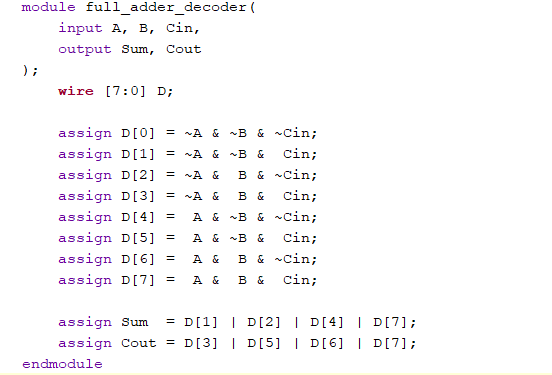 module full_adder_decoder(
    input A, B, Cin,
    output Sum, Cout
);
    wire [7:0] D;

    assign D[0] = ~A & ~B & ~Cin;
    assign D[1] = ~A & ~B &  Cin;
    assign D[2] = ~A &  B & ~Cin;
    assign D[3] = ~A &  B &  Cin;
    assign D[4] =  A & ~B & ~Cin;
    assign D[5] =  A & ~B &  Cin;
    assign D[6] =  A &  B & ~Cin;
    assign D[7] =  A &  B &  Cin;

    assign Sum  = D[1] | D[2] | D[4] | D[7];
    assign Cout = D[3] | D[5] | D[6] | D[7];
endmodule